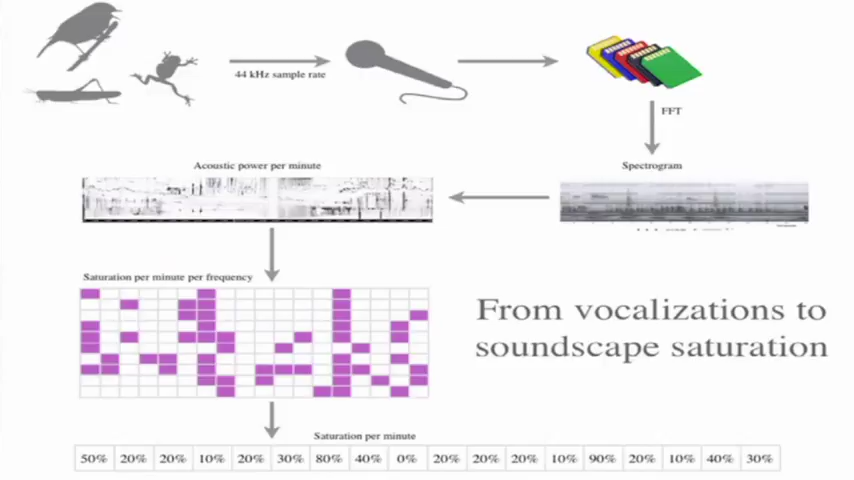 44 kHz sample rate
FFT
Acoustic power per minute
Spectrogram
Saturation per minute per frequency
From vocalizations to
soundscape saturation
Saturation per minute
50% 20% 20% 10% 20% 30% 80% 40% 0% 20% 20% 20% 10% 90% 20% 10% 40% 30%